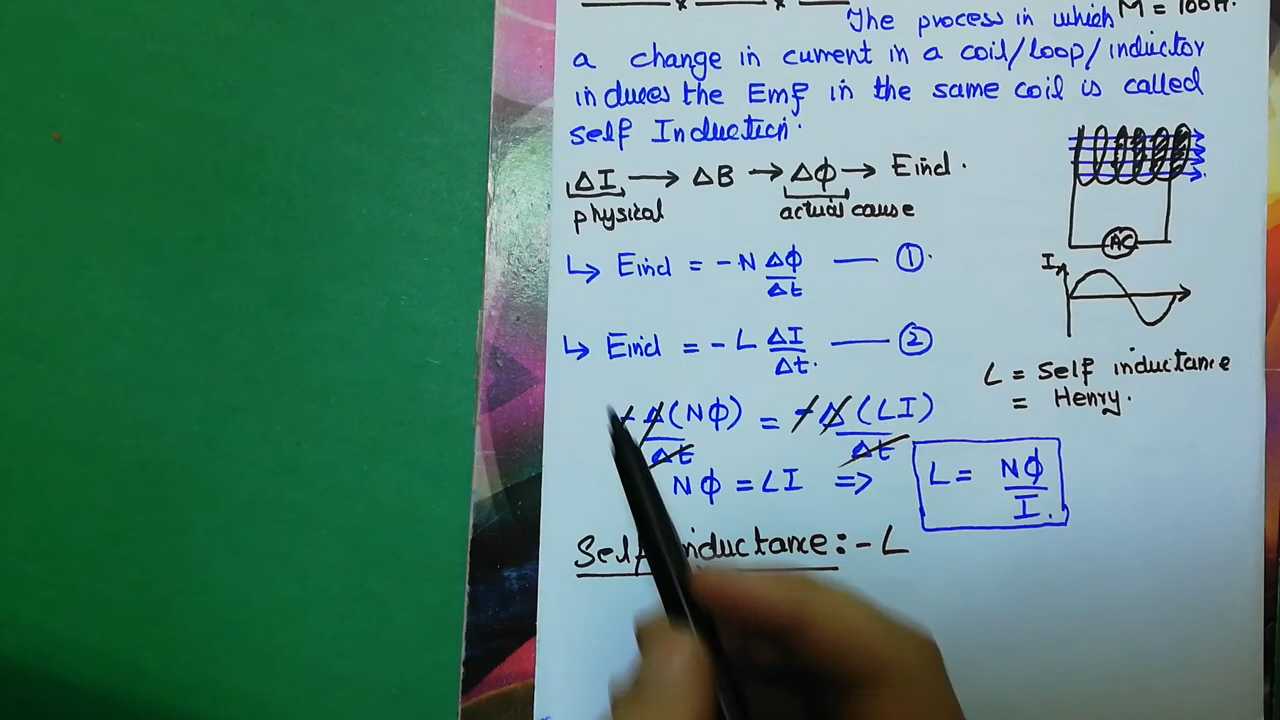 The process in which M = 100H.
a change in current in a coil/loop/inductor
induces the Emf in the same coil is called
self Induction.
ΔI → ΔB → Δϕ → Eind.
physical actual cause
AC
I
↳ Eind = -N Δϕ/Δt — ①.
↳ Eind = -L ΔI/Δt. — ②
L = self inductance
= Henry.
-Δ(Nϕ)/Δt = -Δ(LI)/Δt
Nϕ = LI ⇒ L = Nϕ/I.
Self inductance:- L